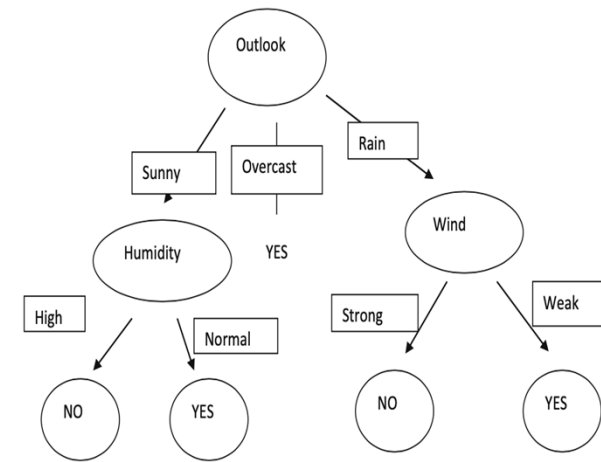 Outlook
Rain
Sunny
Overcast
Wind
Humidity
YES
High
Normal
Strong
Weak
NO
YES
NO
YES